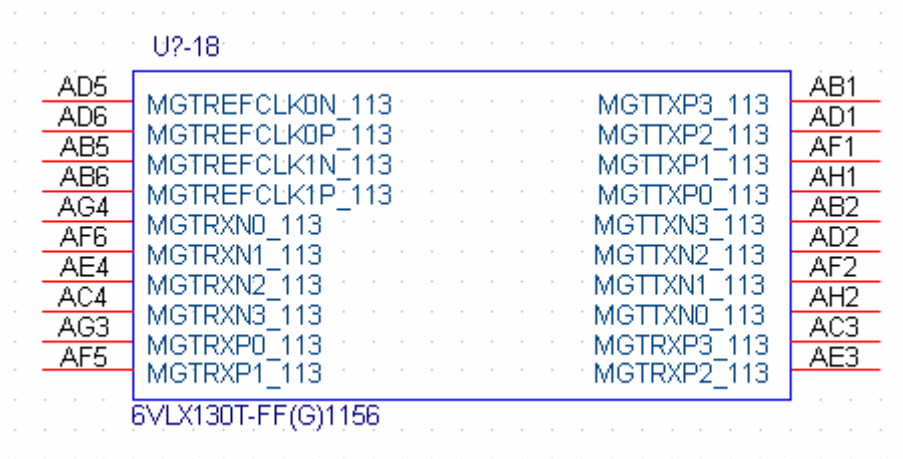 U?-18
AD5 MGTREFCLK0N_113 MGTTXP3_113 AB1
AD6 MGTREFCLK0P_113 MGTTXP2_113 AD1
AB5 MGTREFCLK1N_113 MGTTXP1_113 AF1
AB6 MGTREFCLK1P_113 MGTTXP0_113 AH1
AG4 MGTRXN0_113 MGTTXN3_113 AB2
AF6 MGTRXN1_113 MGTTXN2_113 AD2
AE4 MGTRXN2_113 MGTTXN1_113 AF2
AC4 MGTRXN3_113 MGTTXN0_113 AH2
AG3 MGTRXP0_113 MGTRXP3_113 AC3
AF5 MGTRXP1_113 MGTRXP2_113 AE3
6VLX130T-FF(G)1156